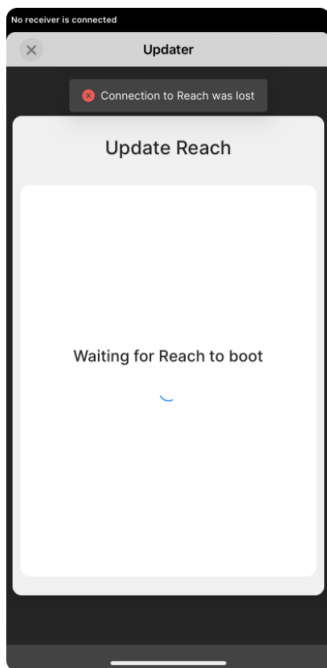 No receiver is connected
Updater
Connection to Reach was lost
Update Reach
Waiting for Reach to boot